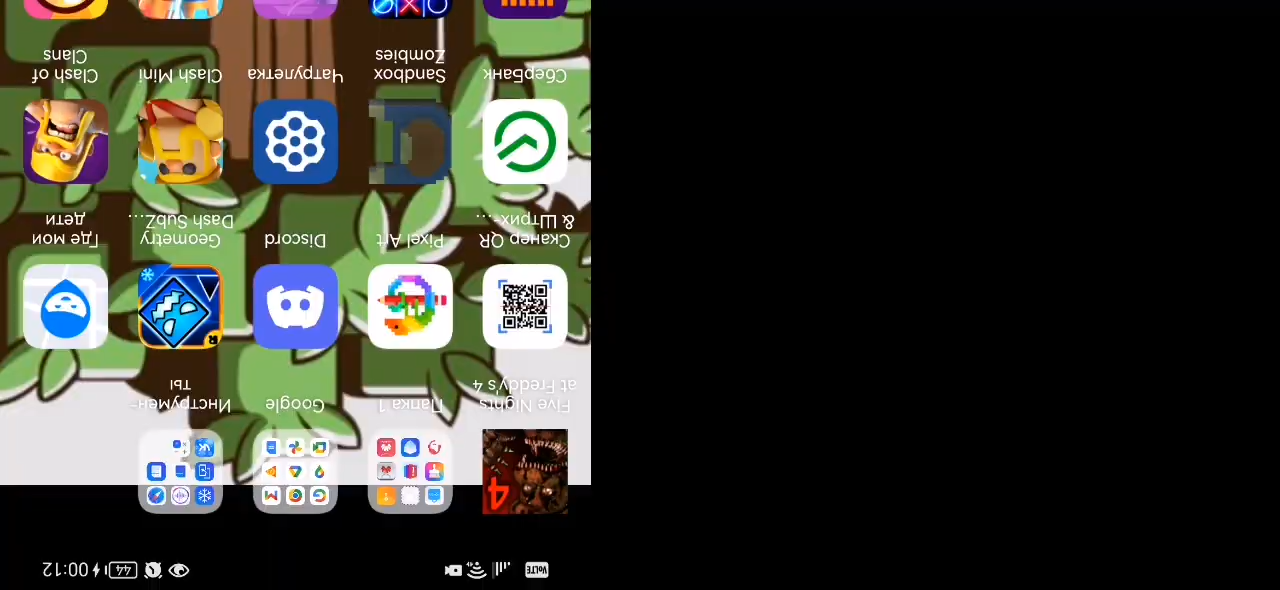 VoLTE 44 00:12
4
Five Nights
at Freddy's 4
Папка 1
Google
Инструмен-
ты
Сканер QR
& Штрих-...
Pixel Art
Discord
Geometry
Dash SubZ...
Где мои
дети
СберБанк
Sandbox
Zombies
Чатрулетка
Clash Mini
Clash of
Clans